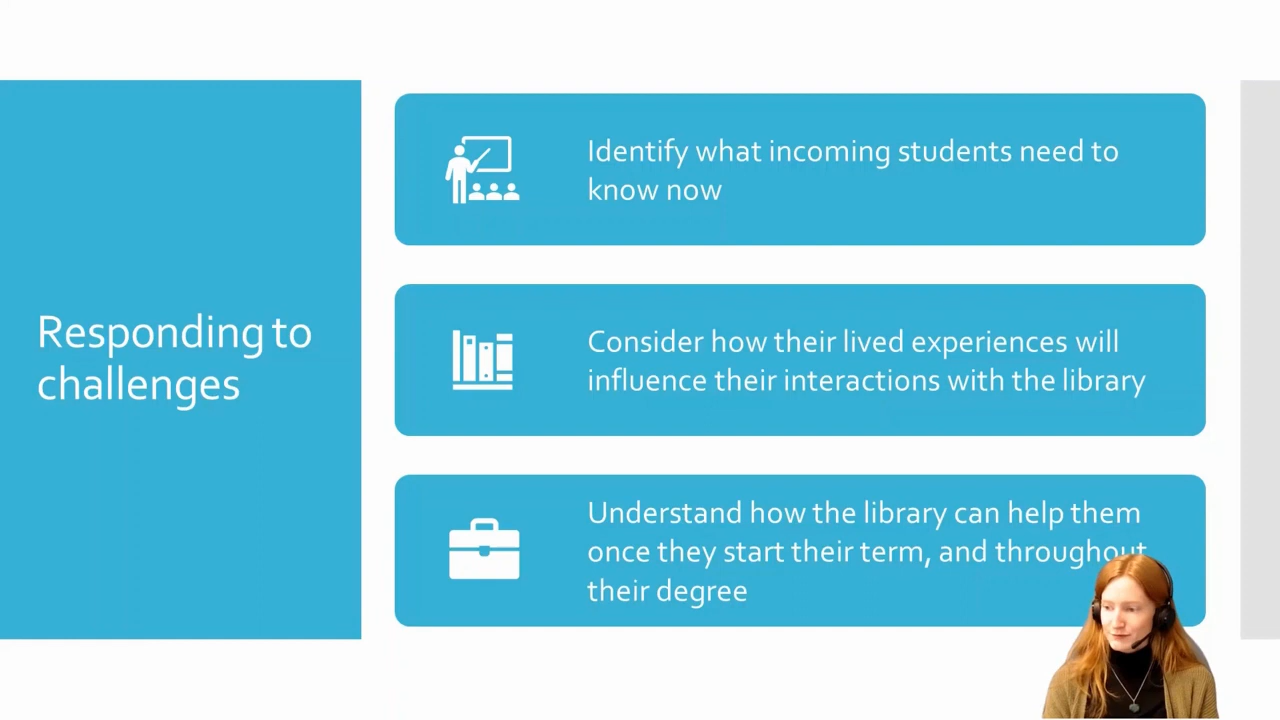 Responding to
challenges
Identify what incoming students need to
know now
Consider how their lived experiences will
influence their interactions with the library
Understand how the library can help them
once they start their term, and throughout
their degree